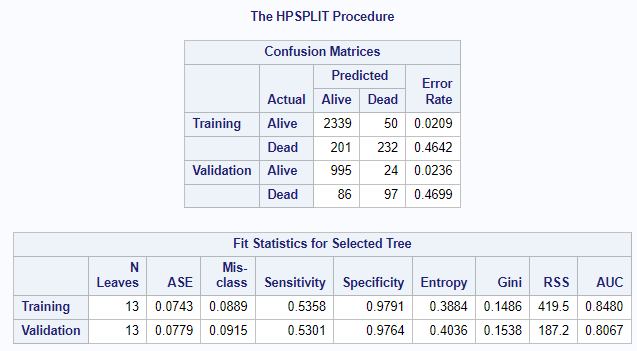 The HPSPLIT Procedure
Confusion Matrices
Predicted Error
Actual Alive Dead Rate
Training Alive 2339 50 0.0209
Dead 201 232 0.4642
Validation Alive 995 24 0.0236
Dead 86 97 0.4699
Fit Statistics for Selected Tree
N Mis-
Leaves ASE class Sensitivity Specificity Entropy Gini RSS AUC
Training 13 0.0743 0.0889 0.5358 0.9791 0.3884 0.1486 419.5 0.8480
Validation 13 0.0779 0.0915 0.5301 0.9764 0.4036 0.1538 187.2 0.8067